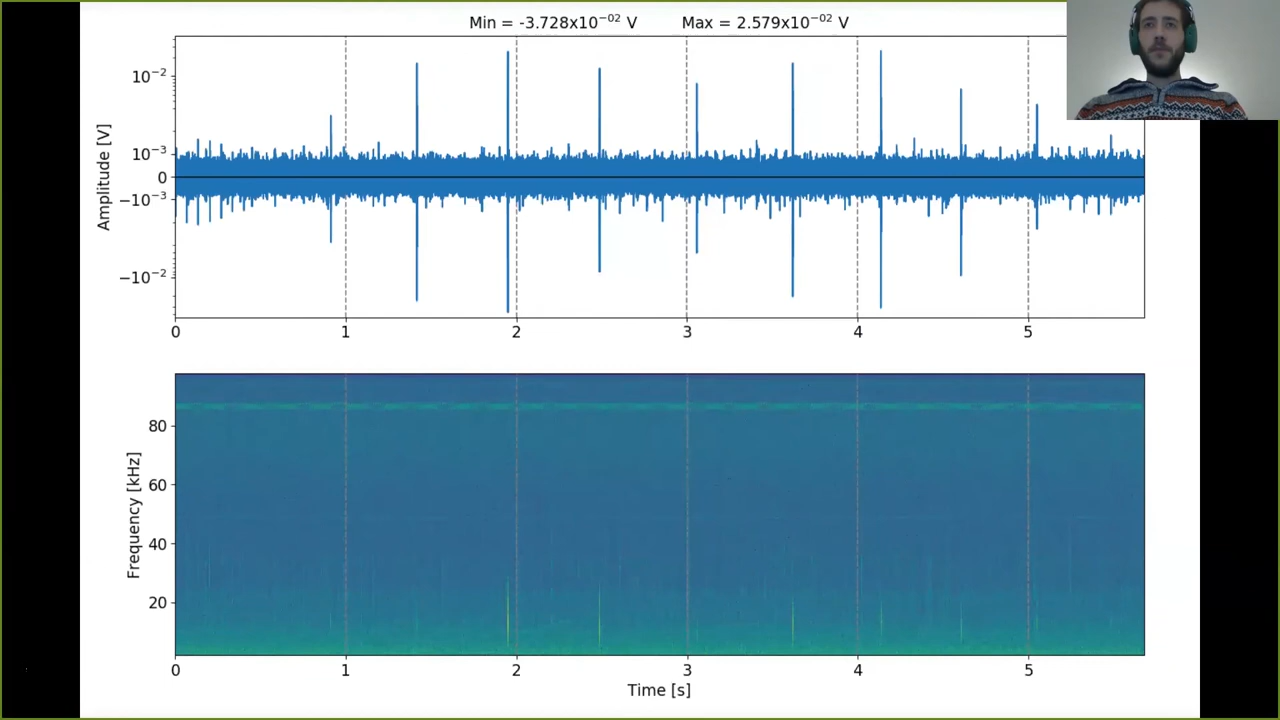 Min = -3.728x10⁻⁰² V Max = 2.579x10⁻⁰² V
Amplitude [V]
10⁻²
10⁻³
0
−10⁻³
−10⁻²
0 1 2 3 4 5
Frequency [kHz]
80
60
40
20
0 1 2 3 4 5
Time [s]